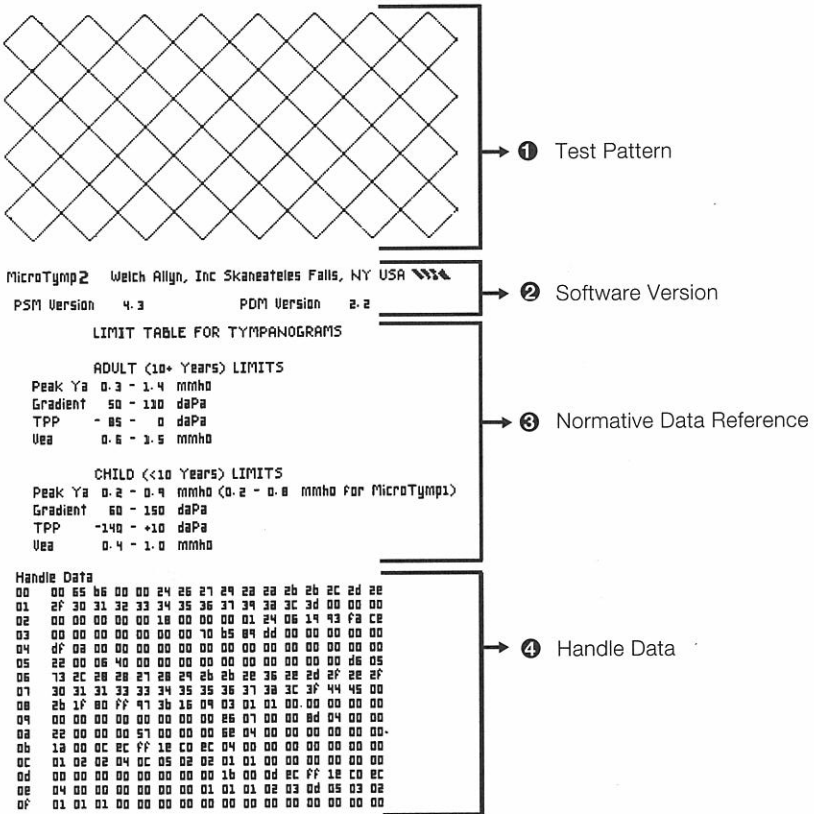 ❶ Test Pattern
MicroTymp2 Welch Allyn, Inc Skaneateles Falls, NY USA
PSM Version 4.3 PDM Version 2.2
❷ Software Version
LIMIT TABLE FOR TYMPANOGRAMS
ADULT (10+ Years) LIMITS
Peak Ya 0.3 - 1.4 mmho
Gradient 50 - 130 daPa
TPP - 85 - 0 daPa
Vea 0.6 - 1.5 mmho
❸ Normative Data Reference
CHILD (<10 Years) LIMITS
Peak Ya 0.2 - 0.9 mmho (0.2 - 0.8 mmho for MicroTymp1)
Gradient 60 - 150 daPa
TPP -140 - +10 daPa
Vea 0.4 - 1.0 mmho
Handle Data
00 00 65 b6 00 00 24 26 27 29 2a 2a 2b 2b 2c 2d 2e
01 2f 30 31 32 33 34 35 36 37 39 3a 3c 3d 00 00 00
02 00 00 00 00 00 18 00 00 00 01 24 06 19 93 fa ce
03 00 00 00 00 00 00 00 70 b5 89 dd 00 00 00 00 00
04 df 0a 00 00 00 00 00 00 00 00 00 00 00 00 00 00
❹ Handle Data
05 22 00 06 40 00 00 00 00 00 00 00 00 00 00 d6 05
06 73 2c 28 28 27 28 29 2b 2b 2e 36 2e 2d 2f 2e 2f
07 30 31 31 33 33 34 35 35 36 37 3a 3c 3f 44 45 00
08 2b 1f 80 ff 97 3b 16 09 03 01 01 00 00 00 00 00
09 00 00 00 00 00 00 00 00 26 07 00 00 8d 04 00 00
0a 22 00 00 00 57 00 00 00 6e 04 00 00 00 00 00 00
0b 1a 00 0c ec ff 1e c0 ec 04 00 00 00 00 00 00 00
0c 01 02 02 04 0c 05 02 02 01 01 00 00 00 00 00 00
0d 00 00 00 00 00 00 00 00 1b 00 0d ec ff 1e c0 ec
0e 04 00 00 00 00 00 00 01 01 01 02 03 0d 05 03 02
0f 01 01 01 00 00 00 00 00 00 00 00 00 00 00 00 00